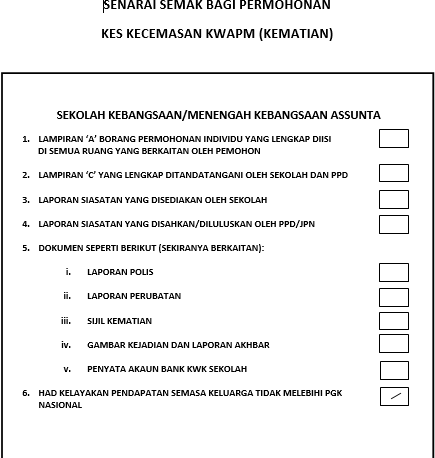 SENARAI SEMAK BAGI PERMOHONAN
KES KECEMASAN KWAPM (KEMATIAN)
SEKOLAH KEBANGSAAN/MENENGAH KEBANGSAAN ASSUNTA
1. LAMPIRAN ‘A’ BORANG PERMOHONAN INDIVIDU YANG LENGKAP DIISI
DI SEMUA RUANG YANG BERKAITAN OLEH PEMOHON
2. LAMPIRAN ‘C’ YANG LENGKAP DITANDATANGANI OLEH SEKOLAH DAN PPD
3. LAPORAN SIASATAN YANG DISEDIAKAN OLEH SEKOLAH
4. LAPORAN SIASATAN YANG DISAHKAN/DILULUSKAN OLEH PPD/JPN
5. DOKUMEN SEPERTI BERIKUT (SEKIRANYA BERKAITAN):
i. LAPORAN POLIS
ii. LAPORAN PERUBATAN
iii. SIJIL KEMATIAN
iv. GAMBAR KEJADIAN DAN LAPORAN AKHBAR
v. PENYATA AKAUN BANK KWK SEKOLAH
6. HAD KELAYAKAN PENDAPATAN SEMASA KELUARGA TIDAK MELEBIHI PGK /
NASIONAL